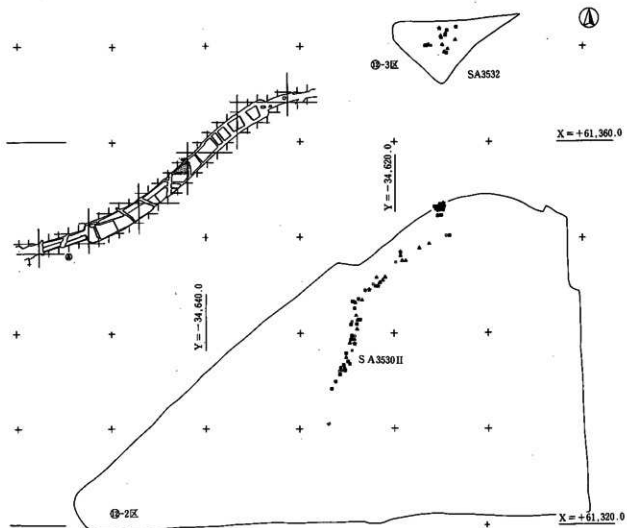 ⑬-3区
SA3532
X=+61,360.0
Y=-34,620.0
Y=-34,640.0
SA3530II
⑬-2区
X=+61,320.0